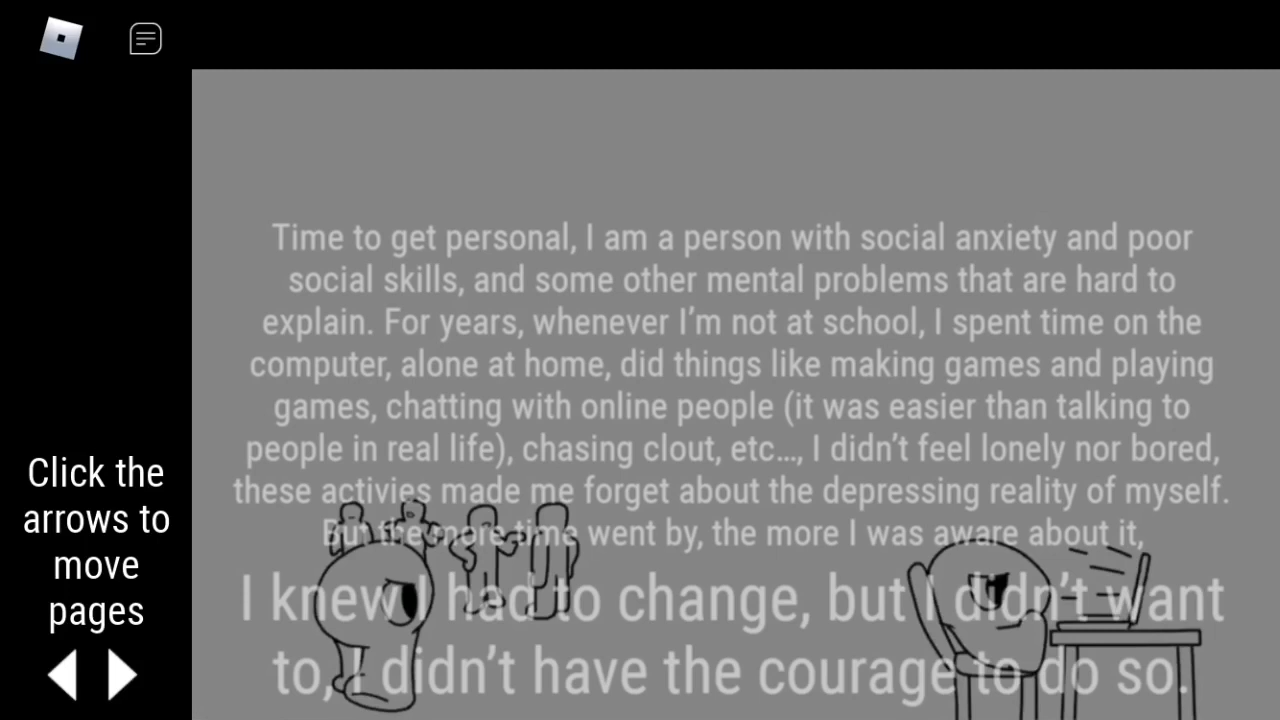 Time to get personal, I am a person with social anxiety and poor
social skills, and some other mental problems that are hard to
explain. For years, whenever I'm not at school, I spent time on the
computer, alone at home, did things like making games and playing
games, chatting with online people (it was easier than talking to
people in real life), chasing clout, etc..., I didn't feel lonely nor bored,
these activies made me forget about the depressing reality of myself.
But the more time went by, the more I was aware about it,
I knew I had to change, but I didn't want
to, I didn't have the courage to do so.
Click the
arrows to
move
pages